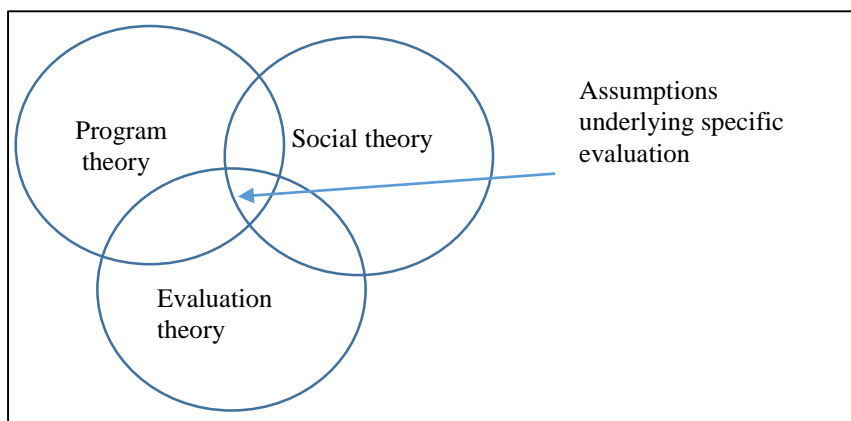 Program
theory
Social theory
Assumptions
underlying specific
evaluation
Evaluation
theory